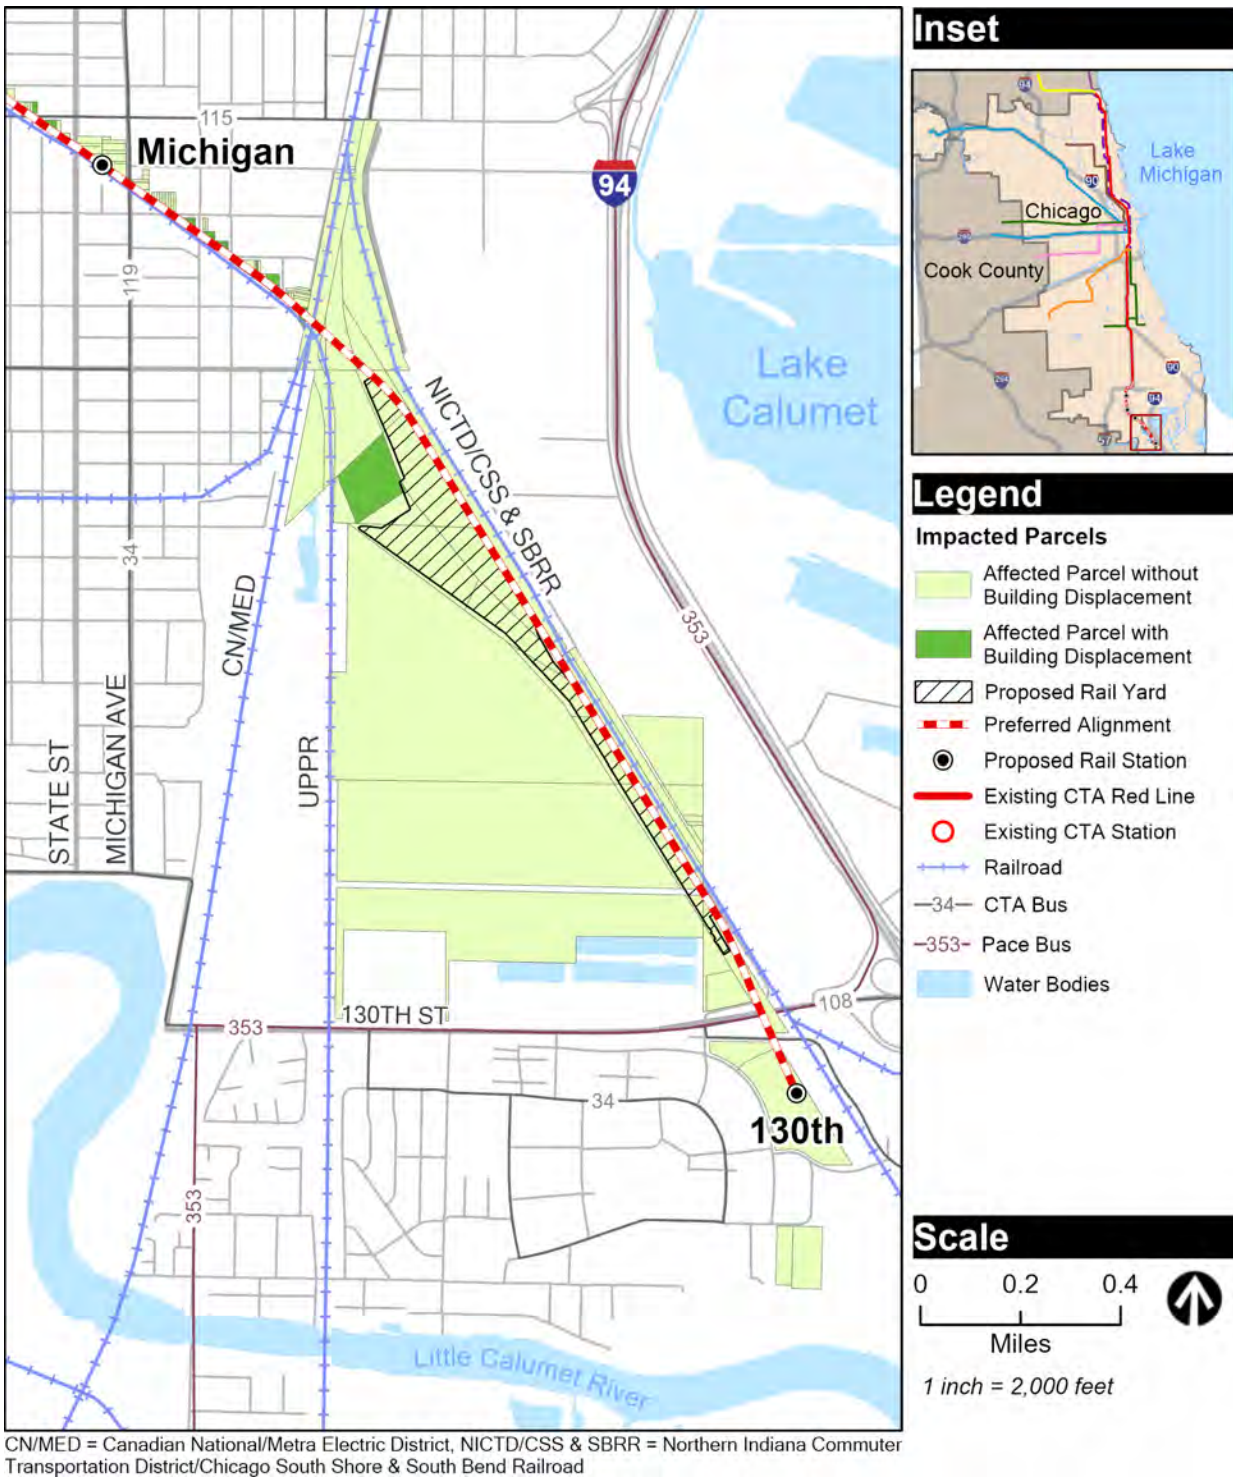 115
Michigan
94
119
Lake
Calumet
NICTD/CSS & SBRR
34
CN/MED
353
STATE ST
MICHIGAN AVE
UPPR
108
130TH ST
353
34
130th
353
Little Calumet River
CN/MED = Canadian National/Metra Electric District, NICTD/CSS & SBRR = Northern Indiana Commuter
Transportation District/Chicago South Shore & South Bend Railroad
Inset
94
Lake
Michigan
90
Chicago
Cook County
90
94
57
Legend
Impacted Parcels
Affected Parcel without
Building Displacement
Affected Parcel with
Building Displacement
Proposed Rail Yard
Preferred Alignment
Proposed Rail Station
Existing CTA Red Line
Existing CTA Station
Railroad
34 CTA Bus
353 Pace Bus
Water Bodies
Scale
0 0.2 0.4
Miles
1 inch = 2,000 feet